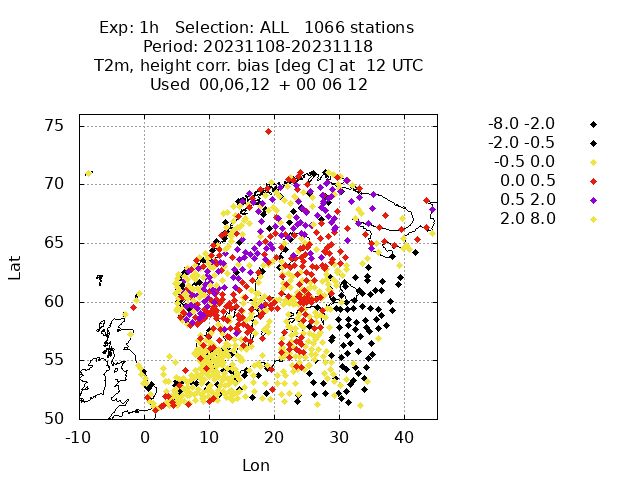 Exp: 1h   Selection: ALL   1066 stations
Period: 20231108-20231118
T2m, height corr. bias [deg C] at  12 UTC
Used  00,06,12  + 00 06 12
-8.0 -2.0
-2.0 -0.5
-0.5 0.0
0.0 0.5
0.5 2.0
2.0 8.0
75
70
65
60
55
50
Lat
-10 0 10 20 30 40
Lon